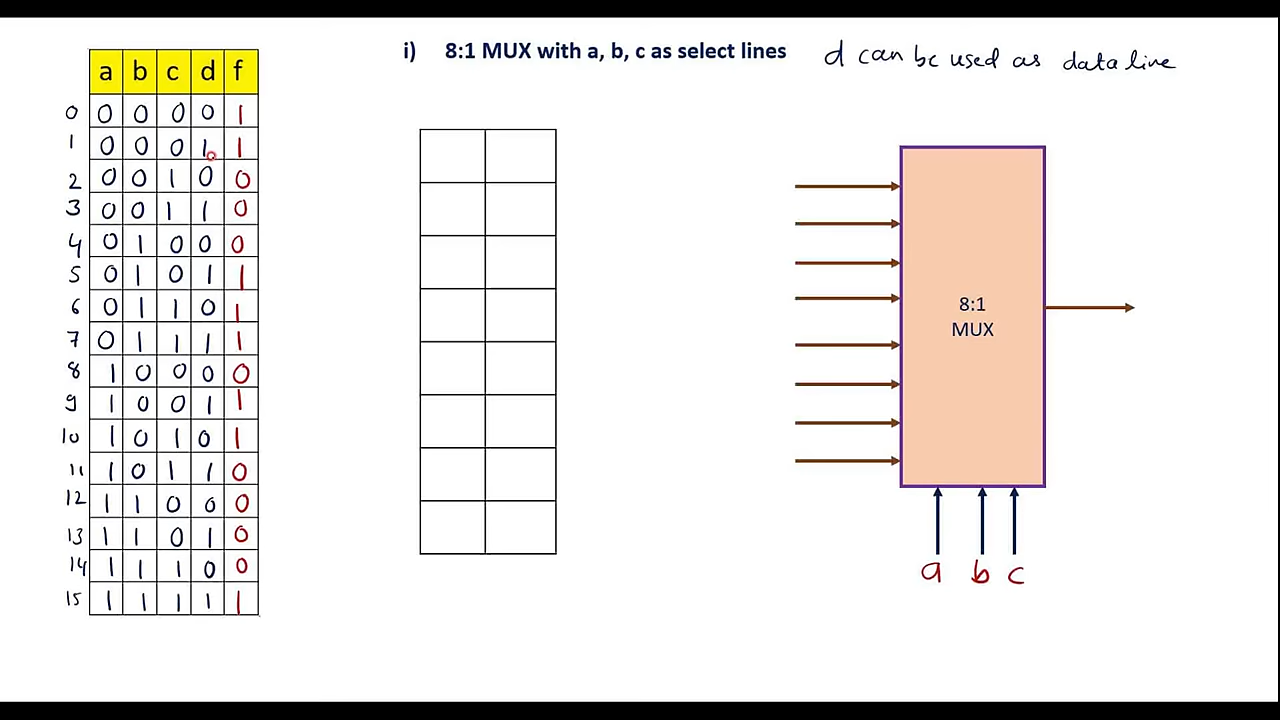 i) 8:1 MUX with a, b, c as select lines d can be used as data line
a b c d f
0 0 0 0 0 1
1 0 0 0 1 1
2 0 0 1 0 0
3 0 0 1 1 0
4 0 1 0 0 0
5 0 1 0 1 1
6 0 1 1 0 1
7 0 1 1 1 1
8 1 0 0 0 0
9 1 0 0 1 1
10 1 0 1 0 1
11 1 0 1 1 0
12 1 1 0 0 0
13 1 1 0 1 0
14 1 1 1 0 0
15 1 1 1 1 1
8:1
MUX
a b c